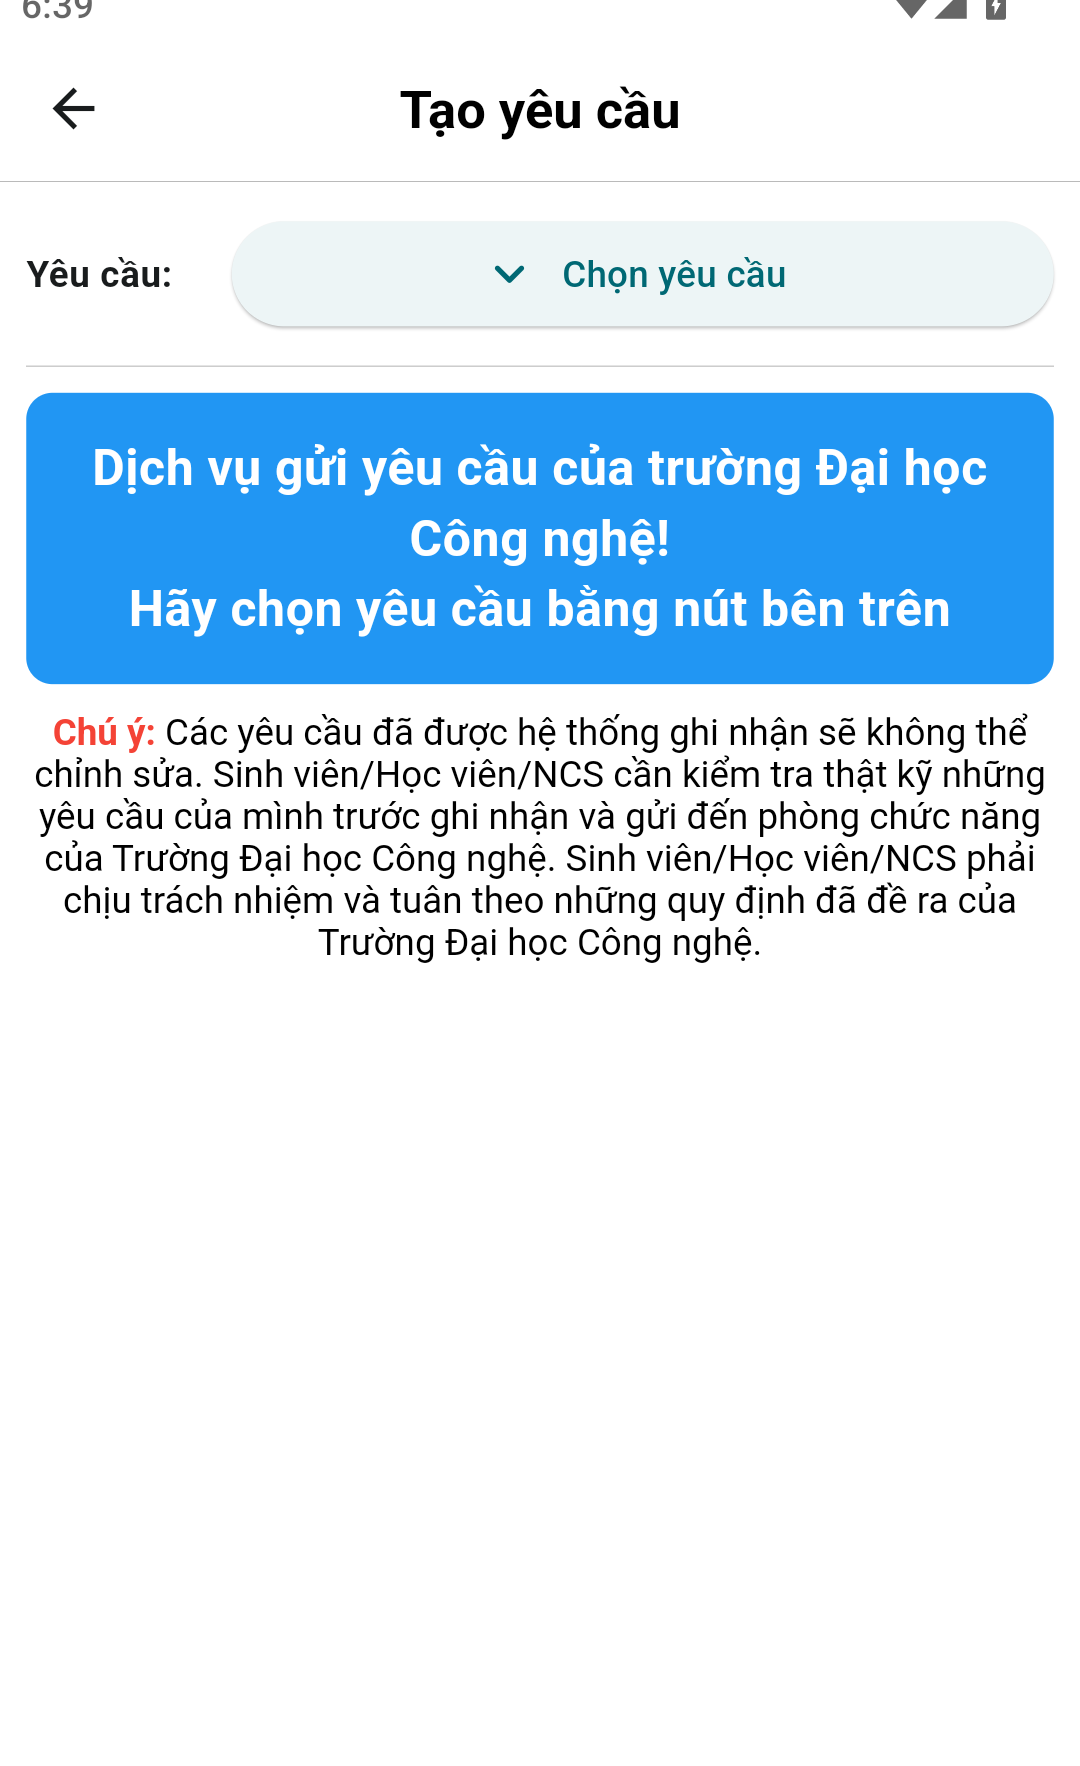 6:39
Tạo yêu cầu
Yêu cầu:
Chọn yêu cầu
Dịch vụ gửi yêu cầu của trường Đại học
Công nghệ!
Hãy chọn yêu cầu bằng nút bên trên
Chú ý: Các yêu cầu đã được hệ thống ghi nhận sẽ không thể
chỉnh sửa. Sinh viên/Học viên/NCS cần kiểm tra thật kỹ những
yêu cầu của mình trước ghi nhận và gửi đến phòng chức năng
của Trường Đại học Công nghệ. Sinh viên/Học viên/NCS phải
chịu trách nhiệm và tuân theo những quy định đã đề ra của
Trường Đại học Công nghệ.